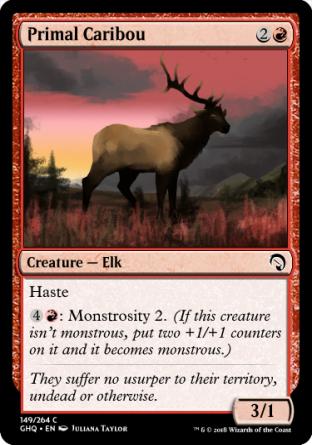 Primal Caribou 2
Creature — Elk
Haste
4 : Monstrosity 2. (If this creature
isn't monstrous, put two +1/+1 counters
on it and it becomes monstrous.)
They suffer no usurper to their territory,
undead or otherwise.
3/1
149/264 C
GHQ • EN Juliana Taylor
™ & © 2018 Wizards of the Coast